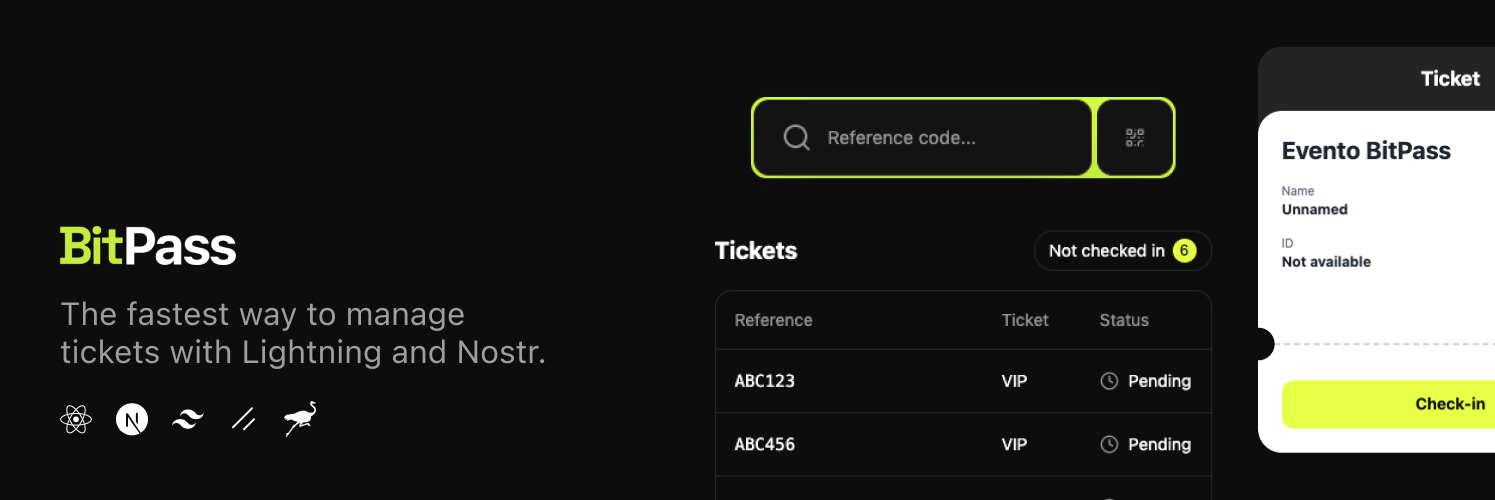 BitPass
The fastest way to manage
tickets with Lightning and Nostr.
N
Reference code...
Tickets
Not checked in 6
Reference Ticket Status
ABC123 VIP Pending
ABC456 VIP Pending
Ticket
Evento BitPass
Name
Unnamed
ID
Not available
Check-in